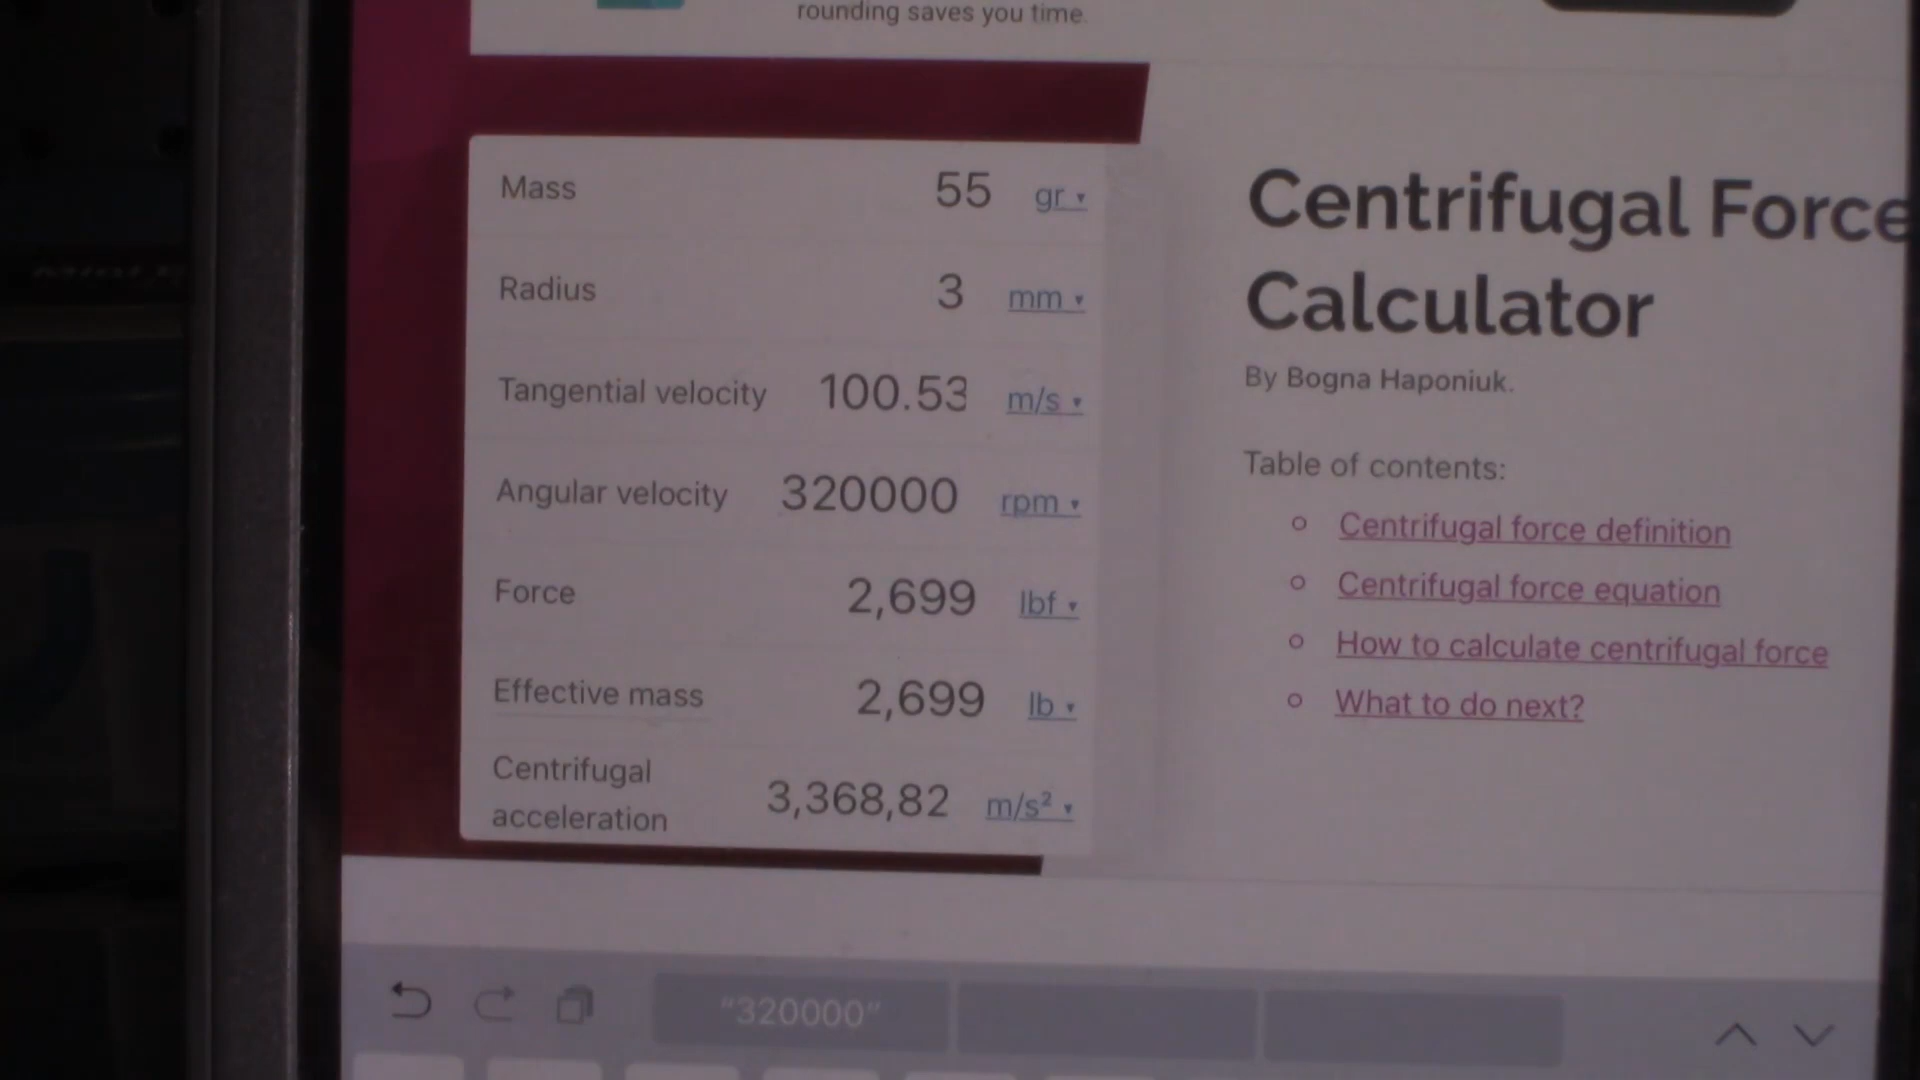 rounding saves you time.
Mass 55 gr
Radius 3 mm
Tangential velocity 100.53 m/s
Angular velocity 320000 rpm
Force 2,699 lbf
Effective mass 2,699 lb
Centrifugal
acceleration 3,368,82 m/s²
Centrifugal Force
Calculator
By Bogna Haponiuk.
Table of contents:
Centrifugal force definition
Centrifugal force equation
How to calculate centrifugal force
What to do next?
"320000"